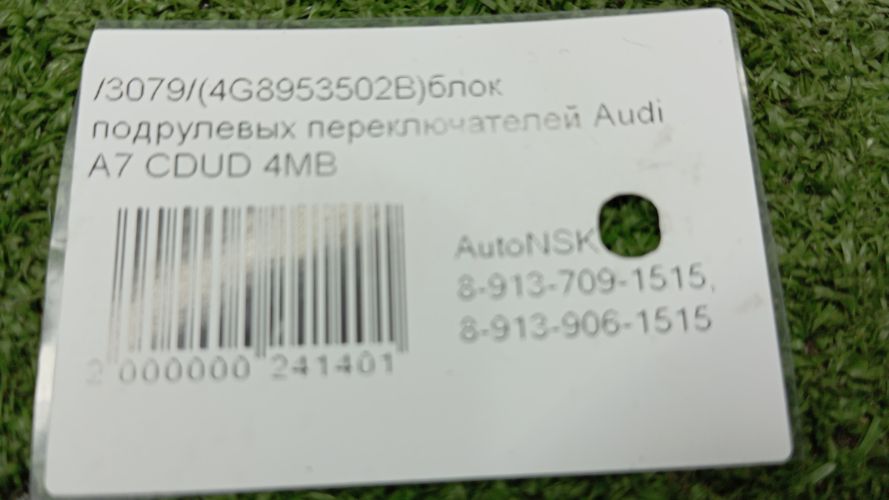 /3079/(4G8953502B)блок
подрулевых переключателей Audi
A7 CDUD 4MB
AutoNSK
8-913-709-1515,
8-913-906-1515
2 000000 241401